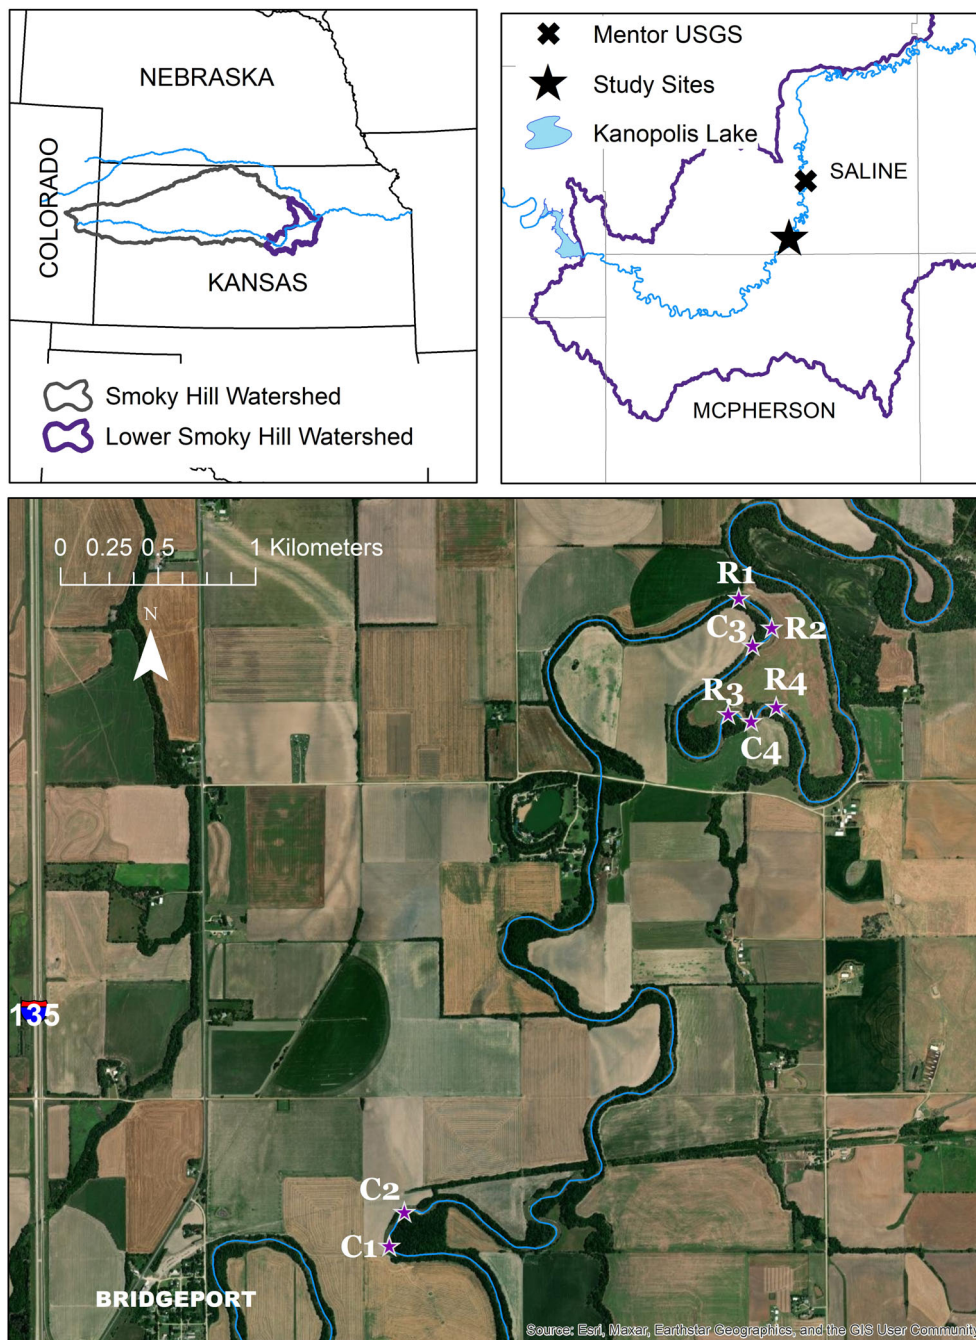 NEBRASKA
COLORADO
KANSAS
Smoky Hill Watershed
Lower Smoky Hill Watershed
Mentor USGS
Study Sites
Kanopolis Lake
SALINE
MCPHERSON
0 0.25 0.5 1 Kilometers
N
R1
C3
R2
R3
R4
C4
135
C2
C1
BRIDGEPORT
Source: Esri, Maxar, Earthstar Geographics, and the GIS User Community